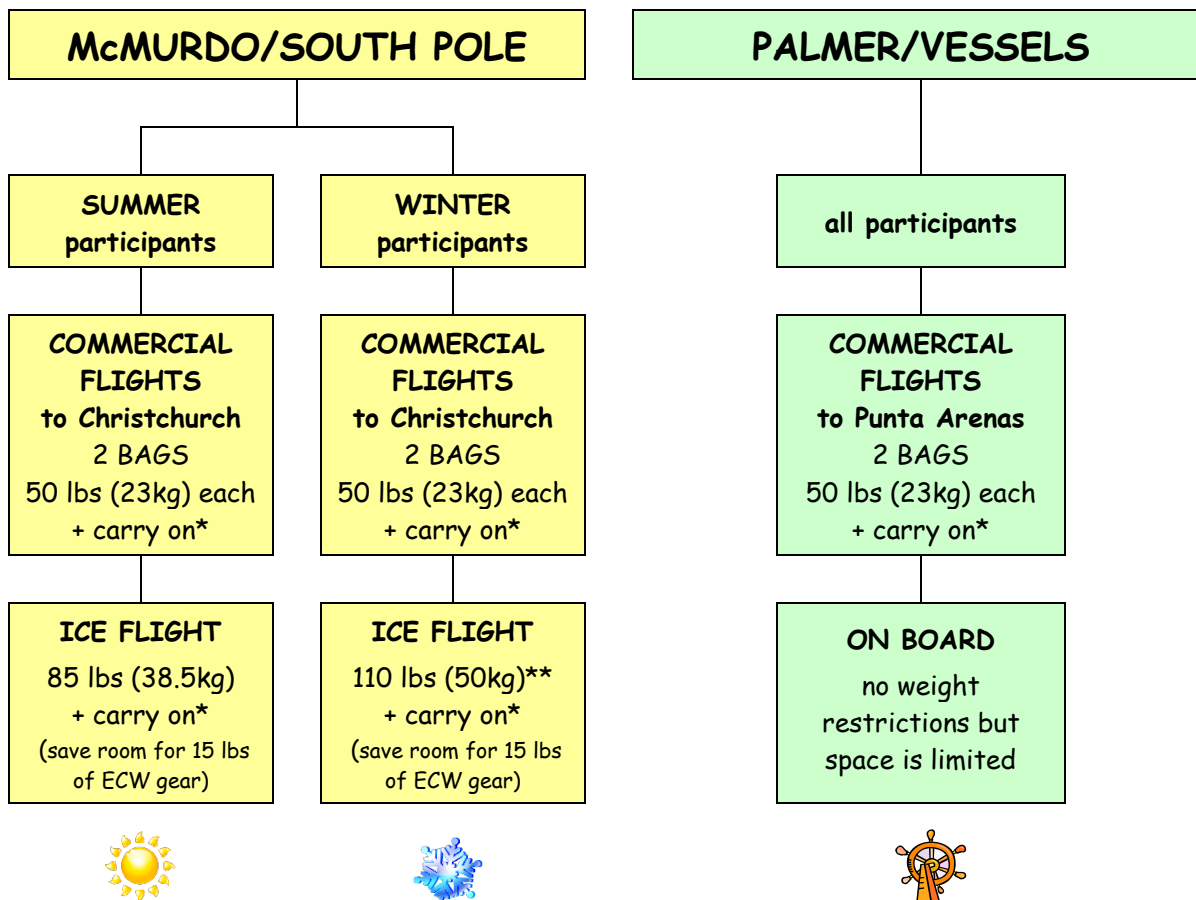 McMURDO/SOUTH POLE
PALMER/VESSELS
SUMMER
participants
WINTER
participants
all participants
COMMERCIAL
FLIGHTS
to Christchurch
2 BAGS
50 lbs (23kg) each
+ carry on*
COMMERCIAL
FLIGHTS
to Christchurch
2 BAGS
50 lbs (23kg) each
+ carry on*
COMMERCIAL
FLIGHTS
to Punta Arenas
2 BAGS
50 lbs (23kg) each
+ carry on*
ICE FLIGHT
85 lbs (38.5kg)
+ carry on*
(save room for 15 lbs
of ECW gear)
ICE FLIGHT
110 lbs (50kg)**
+ carry on*
(save room for 15 lbs
of ECW gear)
ON BOARD
no weight
restrictions but
space is limited